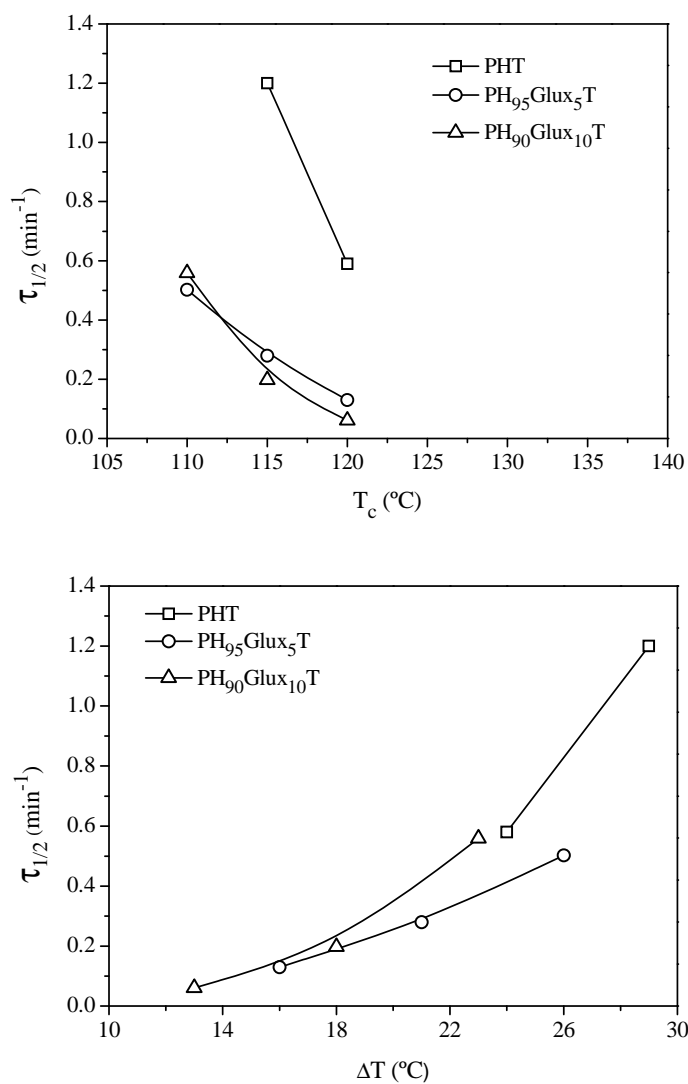 1.4
1.2
1.0
0.8
0.6
0.4
0.2
0.0
τ1/2 (min-1)
PHT
PH95Glux5T
PH90Glux10T
105 110 115 120 125 130 135 140
Tc (ºC)
1.4
1.2
1.0
0.8
0.6
0.4
0.2
0.0
τ1/2 (min-1)
PHT
PH95Glux5T
PH90Glux10T
10 14 18 22 26 30
ΔT (ºC)